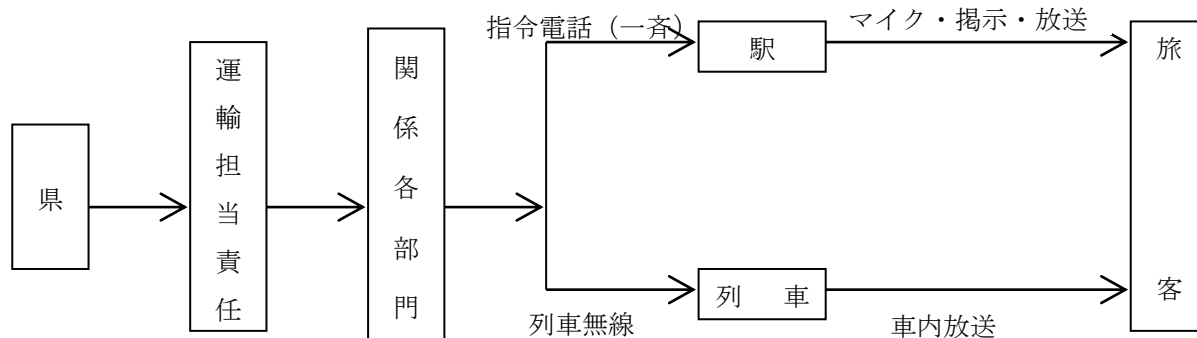 県
運輸担当責任
関係各部門
指令電話（一斉）
駅
マイク・掲示・放送
列車無線
列　車
車内放送
旅客